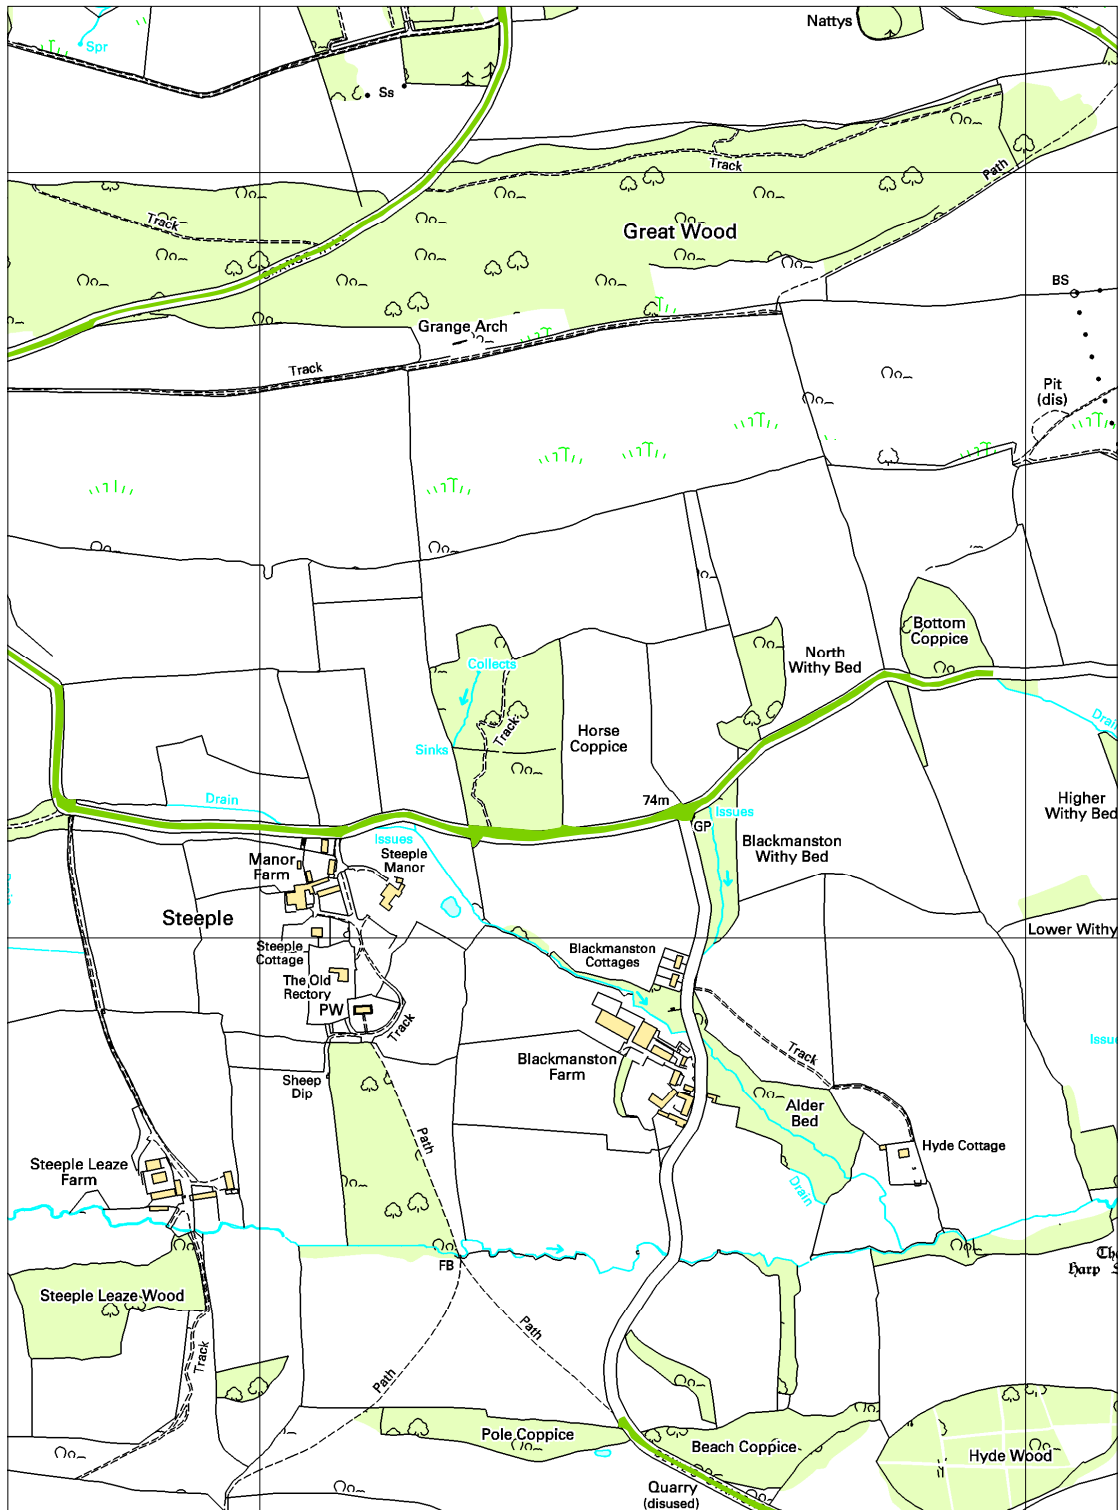 Nattys
Spr
Ss
Track
Path
Track
Great Wood
BS
Grange Arch
Track
Pit
(dis)
Bottom
Coppice
North
Withy Bed
Collects
Track
Horse
Coppice
Sinks
Drain
Drain
74m
Issues
GP
Higher
Withy Bed
Issues
Manor
Farm
Steeple
Manor
Blackmanston
Withy Bed
Steeple
Lower Withy
Steeple
Cottage
Blackmanston
Cottages
The Old
Rectory
PW
Track
Blackmanston
Farm
Track
Sheep
Dip
Alder
Bed
Path
Hyde Cottage
Steeple Leaze
Farm
Drain
FB
Harp
Steeple Leaze Wood
Path
Track
Path
Pole Coppice
Beach Coppice
Hyde Wood
Quarry
(disused)